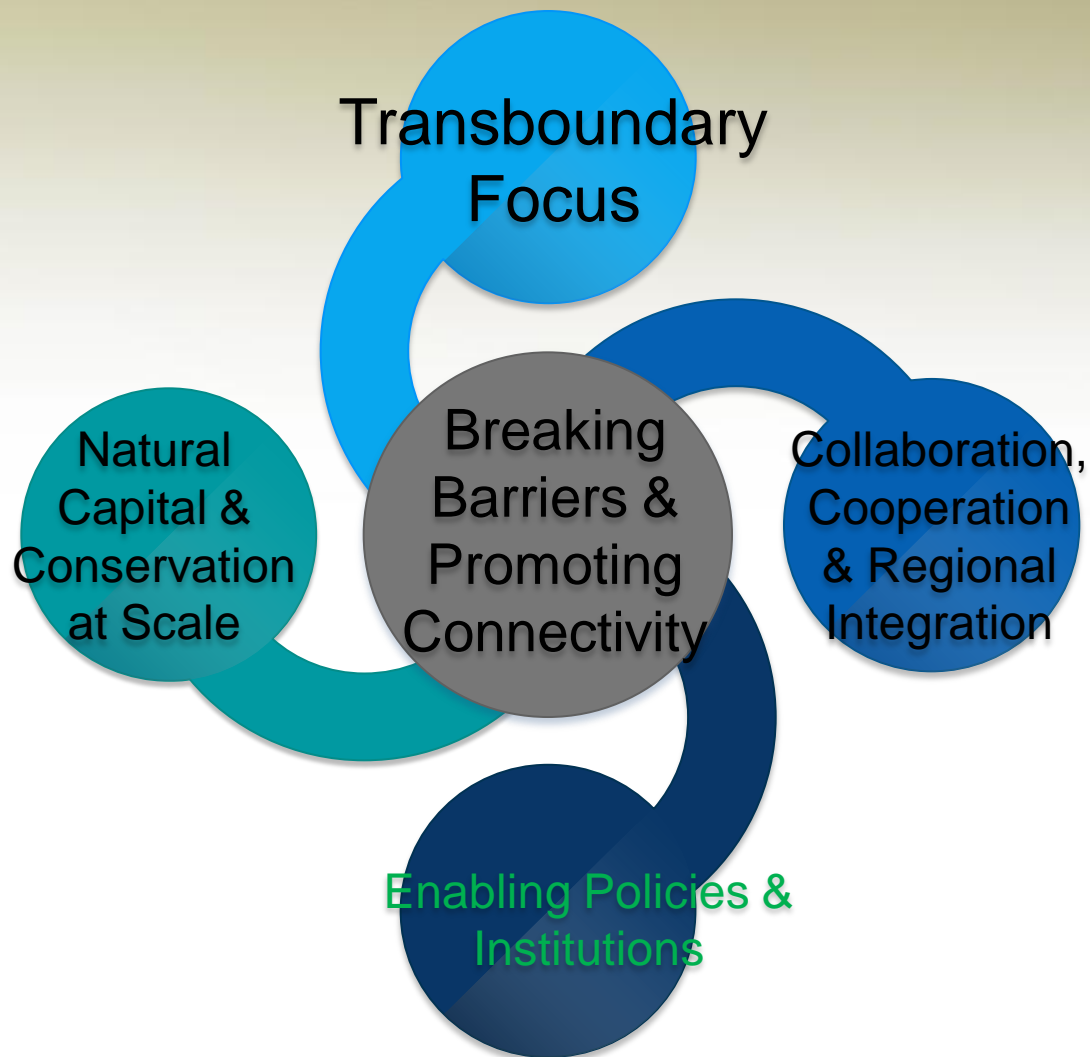 Transboundary
Focus
Natural
Capital &
Conservation
at Scale
Breaking
Barriers &
Promoting
Connectivity
Collaboration,
Cooperation
& Regional
Integration
Enabling Policies &
Institutions